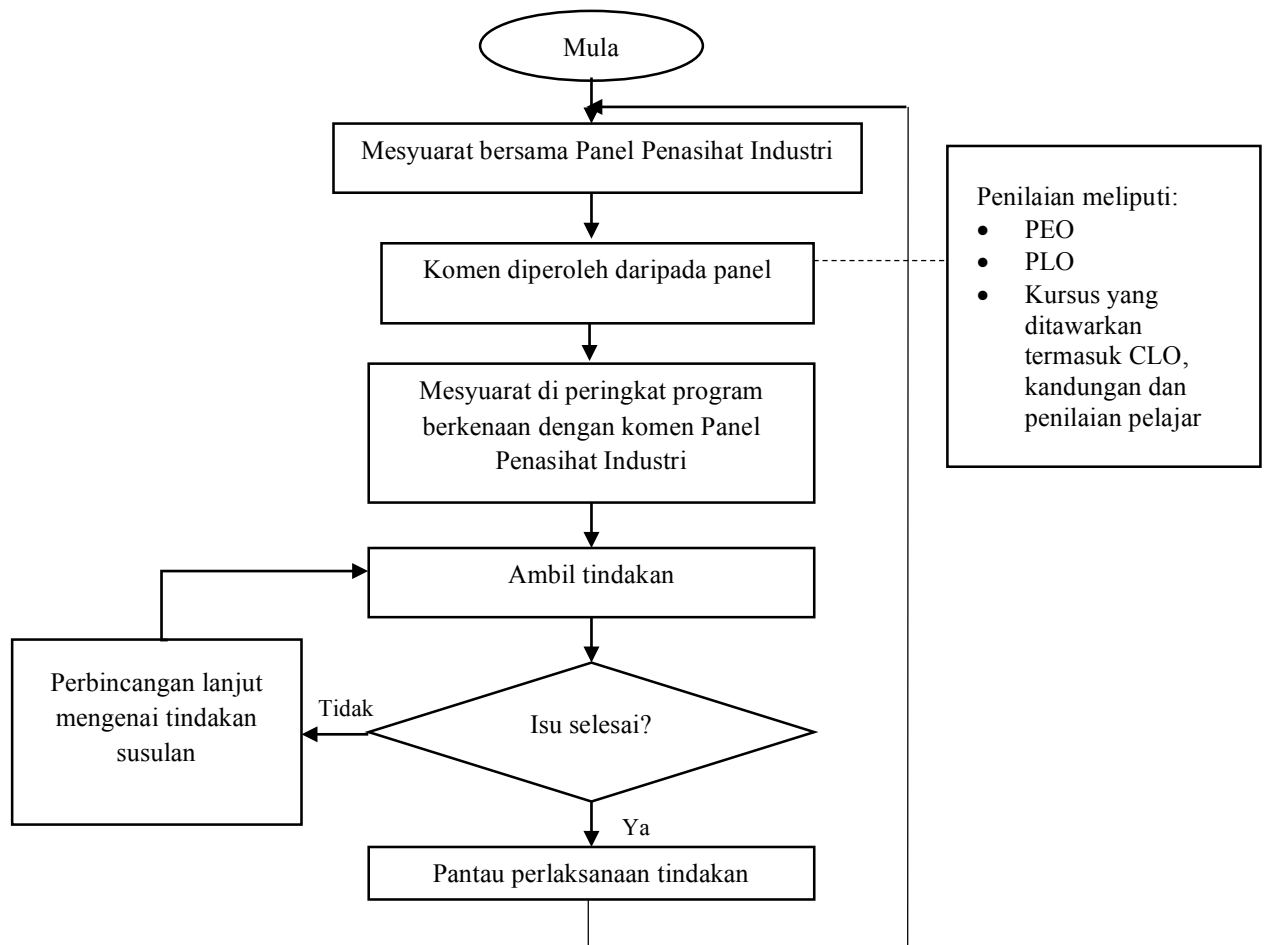 Mula
Mesyuarat bersama Panel Penasihat Industri
Komen diperoleh daripada panel
Penilaian meliputi:
• PEO
• PLO
• Kursus yang
ditawarkan
termasuk CLO,
kandungan dan
penilaian pelajar
Mesyuarat di peringkat program
berkenaan dengan komen Panel
Penasihat Industri
Ambil tindakan
Perbincangan lanjut
mengenai tindakan
susulan
Tidak
Isu selesai?
Ya
Pantau perlaksanaan tindakan